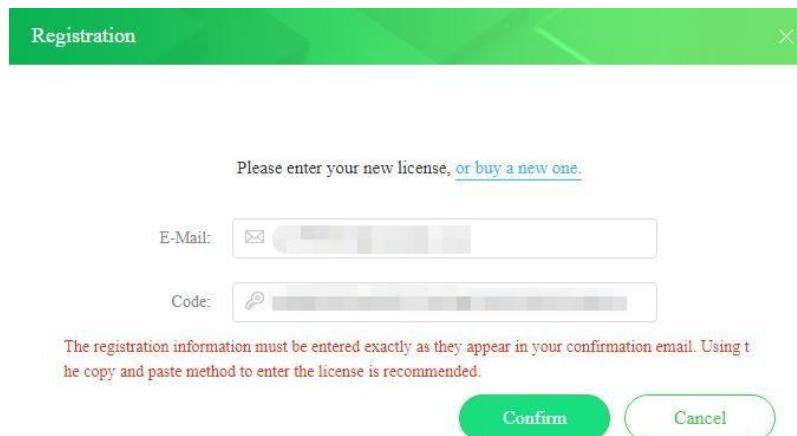 Registration
Please enter your new license, or buy a new one.
E-Mail:
Code:
The registration information must be entered exactly as they appear in your confirmation email. Using t
he copy and paste method to enter the license is recommended.
Confirm Cancel